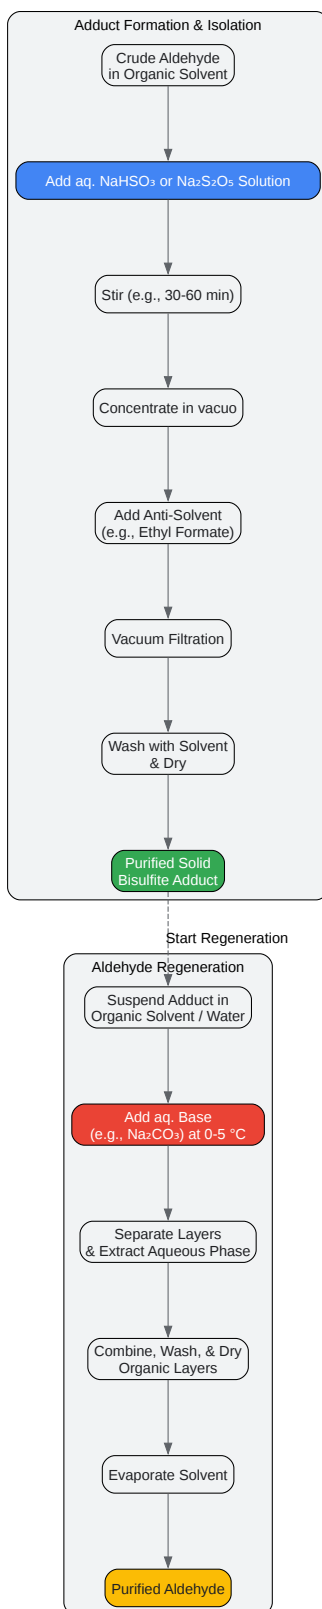 Adduct Formation & Isolation
Crude Aldehyde
in Organic Solvent
Add aq. NaHSO₃ or Na₂S₂O₅ Solution
Stir (e.g., 30-60 min)
Concentrate in vacuo
Add Anti-Solvent
(e.g., Ethyl Formate)
Vacuum Filtration
Wash with Solvent
& Dry
Purified Solid
Bisulfite Adduct
Start Regeneration
Aldehyde Regeneration
Suspend Adduct in
Organic Solvent / Water
Add aq. Base
(e.g., Na₂CO₃) at 0-5 °C
Separate Layers
& Extract Aqueous Phase
Combine, Wash, & Dry
Organic Layers
Evaporate Solvent
Purified Aldehyde